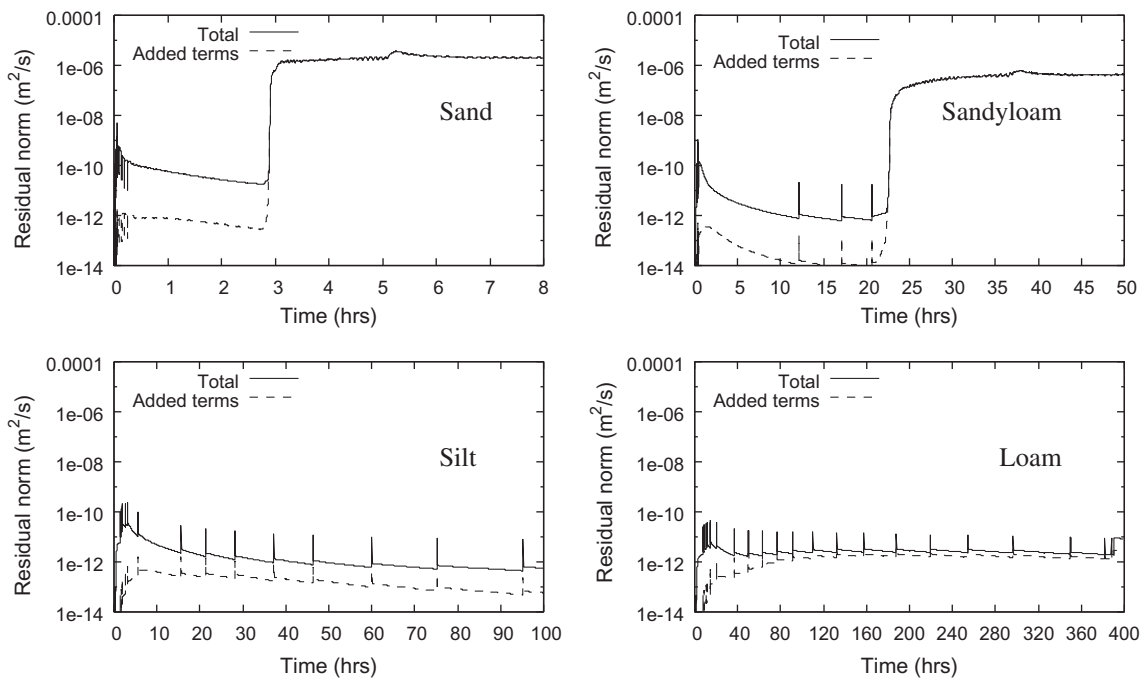 0.0001
1e-06
1e-08
1e-10
1e-12
1e-14
Residual norm (m2/s)
Total
Added terms
Sand
0 1 2 3 4 5 6 7 8
Time (hrs)
0.0001
1e-06
1e-08
1e-10
1e-12
1e-14
Residual norm (m2/s)
Total
Added terms
Sandyloam
0 5 10 15 20 25 30 35 40 45 50
Time (hrs)
0.0001
1e-06
1e-08
1e-10
1e-12
1e-14
Residual norm (m2/s)
Total
Added terms
Silt
0 10 20 30 40 50 60 70 80 90 100
Time (hrs)
0.0001
1e-06
1e-08
1e-10
1e-12
1e-14
Residual norm (m2/s)
Total
Added terms
Loam
0 40 80 120 160 200 240 280 320 360 400
Time (hrs)